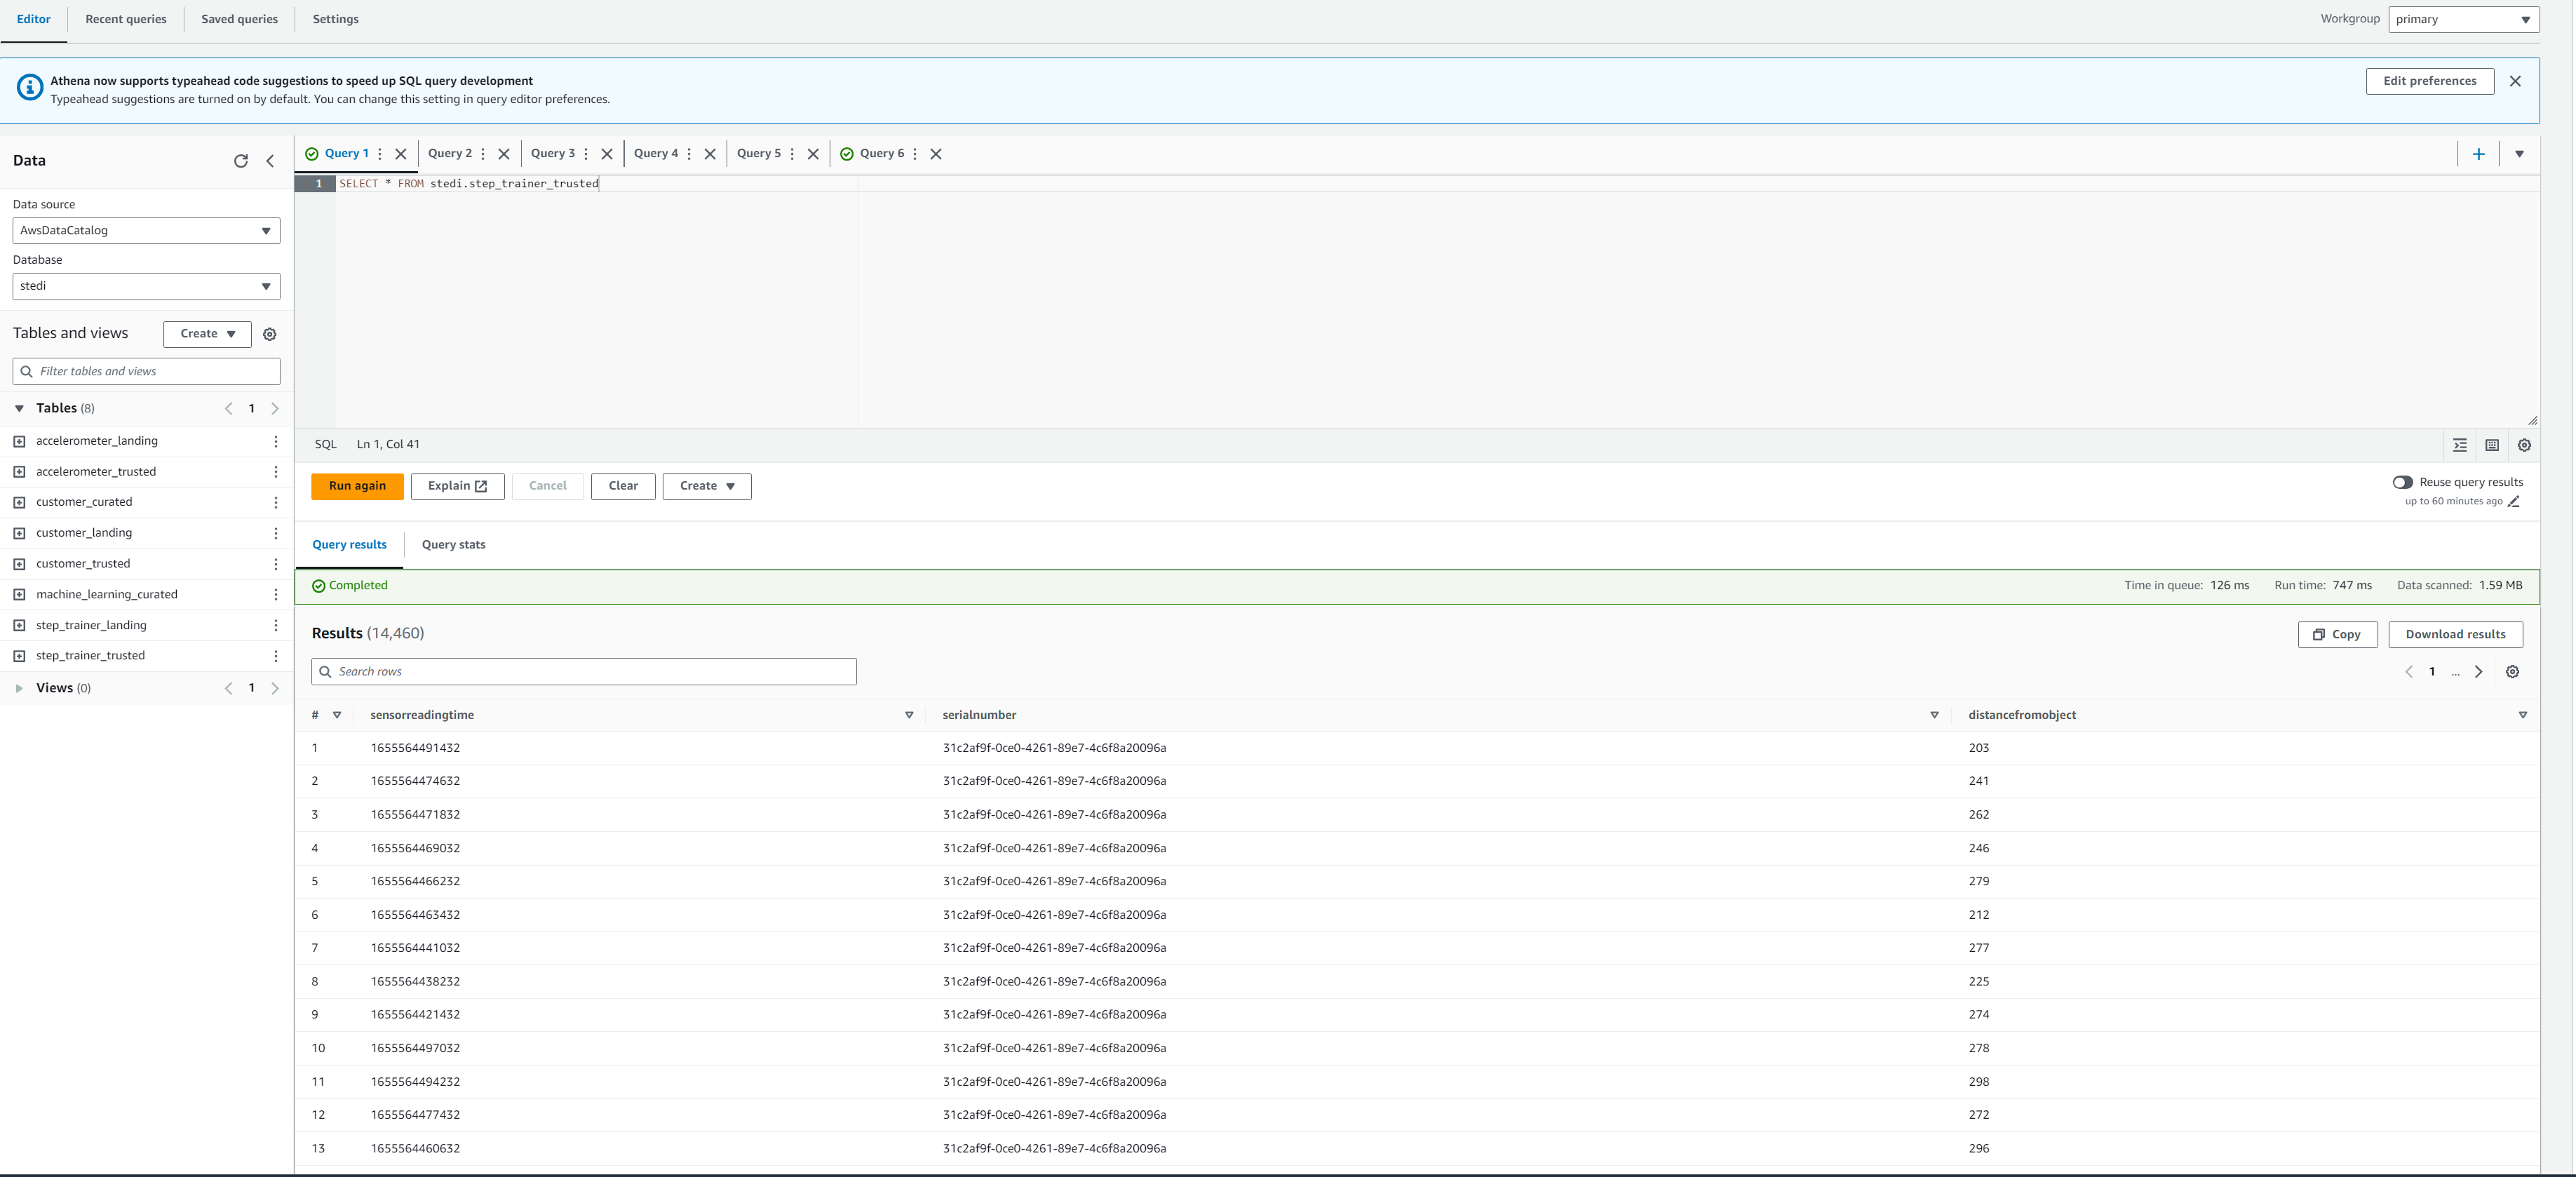 Editor Recent queries Saved queries Settings Workgroup primary
Athena now supports typeahead code suggestions to speed up SQL query development
Typeahead suggestions are turned on by default. You can change this setting in query editor preferences.
Edit preferences
Data
Data source
AwsDataCatalog
Database
stedi
Tables and views Create
Filter tables and views
Tables (8) 1
accelerometer_landing
accelerometer_trusted
customer_curated
customer_landing
customer_trusted
machine_learning_curated
step_trainer_landing
step_trainer_trusted
Views (0) 1
Query 1 Query 2 Query 3 Query 4 Query 5 Query 6
1 SELECT * FROM stedi.step_trainer_trusted
SQL Ln 1, Col 41
Run again Explain Cancel Clear Create
Reuse query results
up to 60 minutes ago
Query results Query stats
Completed Time in queue: 126 ms Run time: 747 ms Data scanned: 1.59 MB
Results (14,460) Copy Download results
Search rows 1 ...
# sensorreadingtime serialnumber distancefromobject
1 1655564491432 31c2af9f-0ce0-4261-89e7-4c6f8a20096a 203
2 1655564474632 31c2af9f-0ce0-4261-89e7-4c6f8a20096a 241
3 1655564471832 31c2af9f-0ce0-4261-89e7-4c6f8a20096a 262
4 1655564469032 31c2af9f-0ce0-4261-89e7-4c6f8a20096a 246
5 1655564466232 31c2af9f-0ce0-4261-89e7-4c6f8a20096a 279
6 1655564463432 31c2af9f-0ce0-4261-89e7-4c6f8a20096a 212
7 1655564441032 31c2af9f-0ce0-4261-89e7-4c6f8a20096a 277
8 1655564438232 31c2af9f-0ce0-4261-89e7-4c6f8a20096a 225
9 1655564421432 31c2af9f-0ce0-4261-89e7-4c6f8a20096a 274
10 1655564497032 31c2af9f-0ce0-4261-89e7-4c6f8a20096a 278
11 1655564494232 31c2af9f-0ce0-4261-89e7-4c6f8a20096a 298
12 1655564477432 31c2af9f-0ce0-4261-89e7-4c6f8a20096a 272
13 1655564460632 31c2af9f-0ce0-4261-89e7-4c6f8a20096a 296